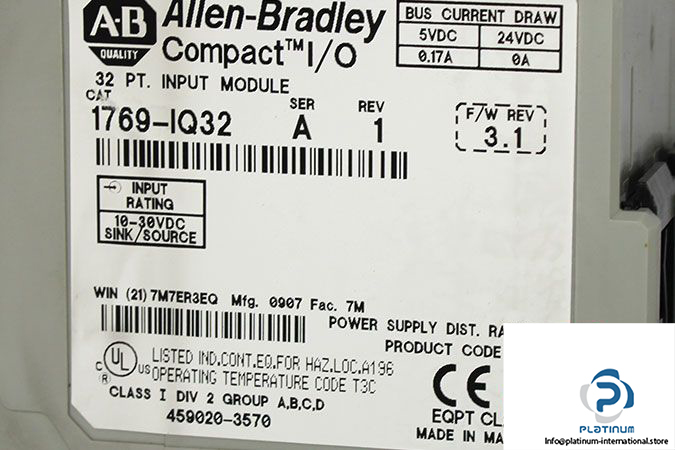 A-B
QUALITY
Allen-Bradley
Compact™ I/O
BUS CURRENT DRAW
5VDC 24VDC
0.17A 0A
32 PT. INPUT MODULE
CAT
SER REV
1769-IQ32 A 1
F/W REV
3.1
INPUT
RATING
10-30VDC
SINK/SOURCE
WIN (21) 7M7ER3EQ Mfg. 0907 Fac. 7M
POWER SUPPLY DIST. RA
PRODUCT CODE
C UL US
R
LISTED IND.CONT.EQ.FOR HAZ.LOC.A196
OPERATING TEMPERATURE CODE T3C
CLASS I DIV 2 GROUP A,B,C,D
459020-3570
CE
EQPT CL
MADE IN MA
PLATINUM
Info@platinum-international.store